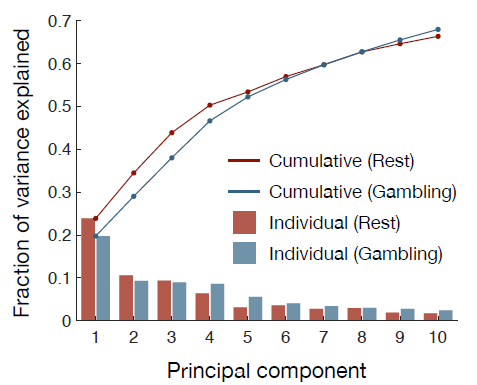 Fraction of variance explained
0.7
0.6
0.5
0.4
0.3
0.2
0.1
0
Cumulative (Rest)
Cumulative (Gambling)
Individual (Rest)
Individual (Gambling)
1 2 3 4 5 6 7 8 9 10
Principal component